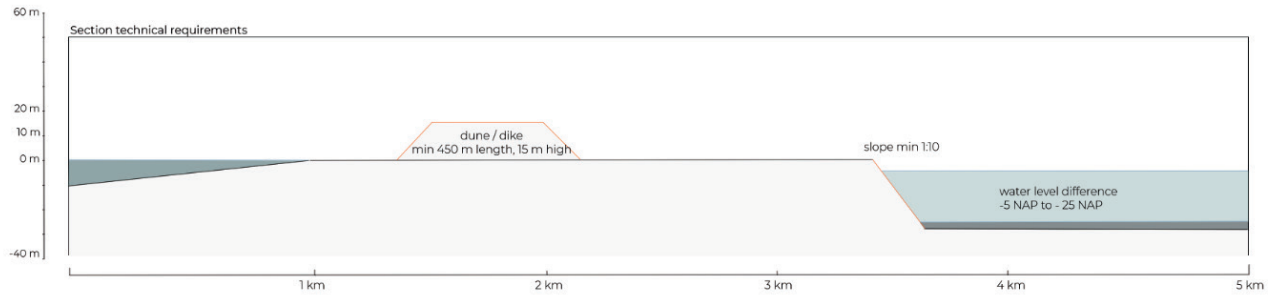 60 m
Section technical requirements
20 m
10 m
0 m
-40 m
dune / dike
min 450 m length, 15 m high
slope min 1:10
water level difference
-5 NAP to - 25 NAP
1 km
2 km
3 km
4 km
5 km